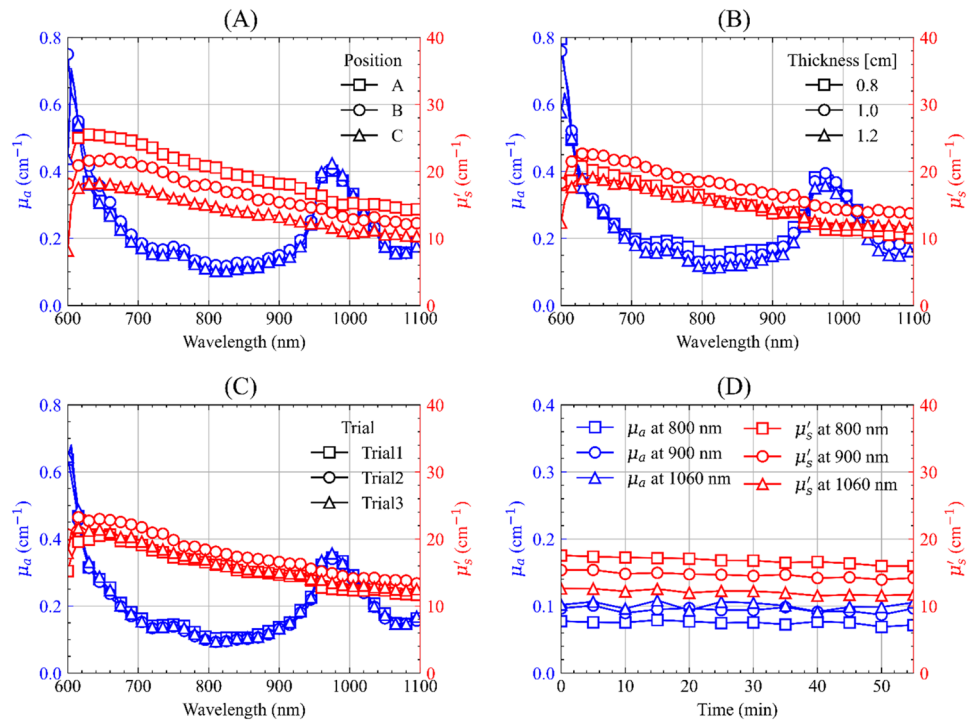 (A)
0.8
0.6
0.4
0.2
0.0
μa (cm−1)
Position
A
B
C
40
30
20
10
0
μ′s (cm−1)
600 700 800 900 1000 1100
Wavelength (nm)
(B)
0.8
0.6
0.4
0.2
0.0
μa (cm−1)
Thickness [cm]
0.8
1.0
1.2
40
30
20
10
0
μ′s (cm−1)
600 700 800 900 1000 1100
Wavelength (nm)
(C)
0.8
0.6
0.4
0.2
0.0
μa (cm−1)
Trial
Trial1
Trial2
Trial3
40
30
20
10
0
μ′s (cm−1)
600 700 800 900 1000 1100
Wavelength (nm)
(D)
0.4
0.3
0.2
0.1
0.0
μa (cm−1)
μa at 800 nm
μa at 900 nm
μa at 1060 nm
μ′s at 800 nm
μ′s at 900 nm
μ′s at 1060 nm
40
30
20
10
0
μ′s (cm−1)
0 10 20 30 40 50
Time (min)